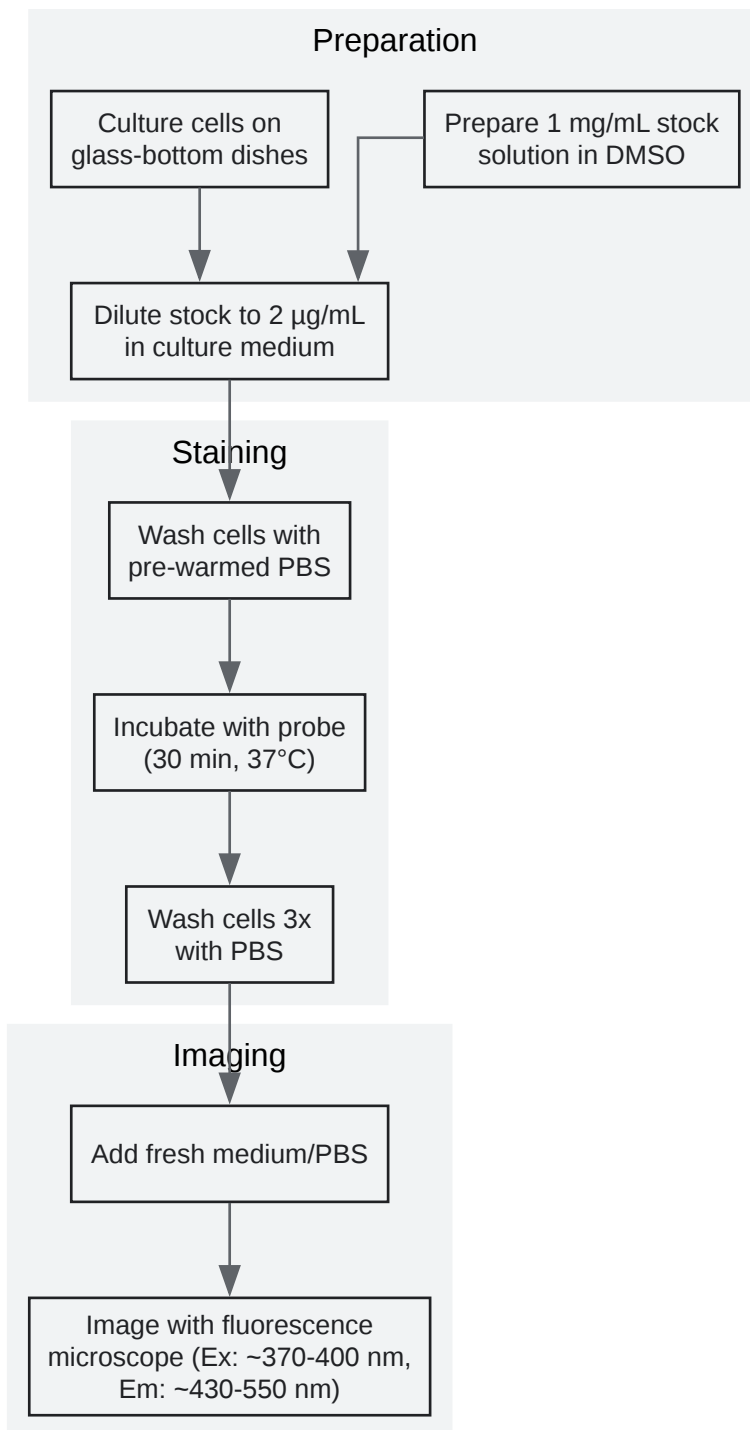 Preparation
Culture cells on
glass-bottom dishes
Prepare 1 mg/mL stock
solution in DMSO
Dilute stock to 2 µg/mL
in culture medium
Staining
Wash cells with
pre-warmed PBS
Incubate with probe
(30 min, 37°C)
Wash cells 3x
with PBS
Imaging
Add fresh medium/PBS
Image with fluorescence
microscope (Ex: ~370-400 nm,
Em: ~430-550 nm)